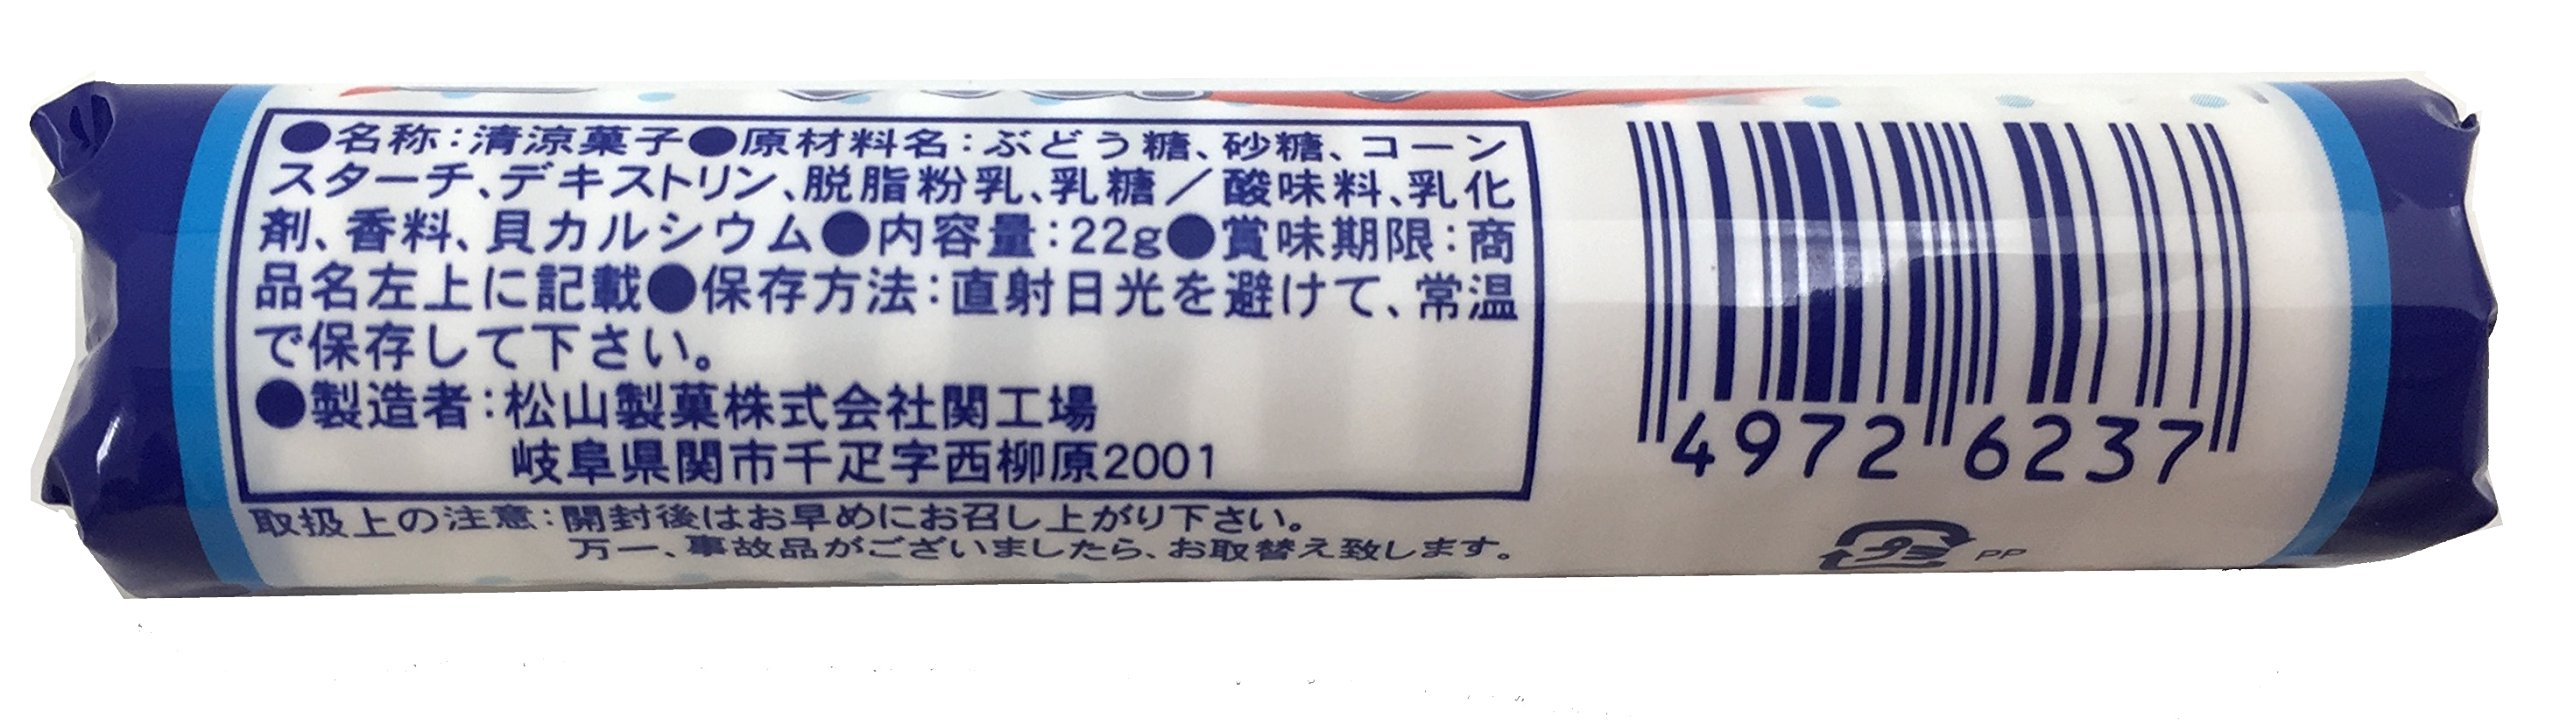 ●名称：清涼菓子●原材料名：ぶどう糖、砂糖、コーン
スターチ、デキストリン、脱脂粉乳、乳糖／酸味料、乳化
剤、香料、貝カルシウム●内容量：22g●賞味期限：商
品名左上に記載●保存方法：直射日光を避けて、常温
で保存して下さい。
●製造者：松山製菓株式会社関工場
岐阜県関市千疋字西柳原2001
取扱上の注意：開封後はお早めにお召し上がり下さい。
万一、事故品がございましたら、お取替え致します。
4972 6237
プラ PP